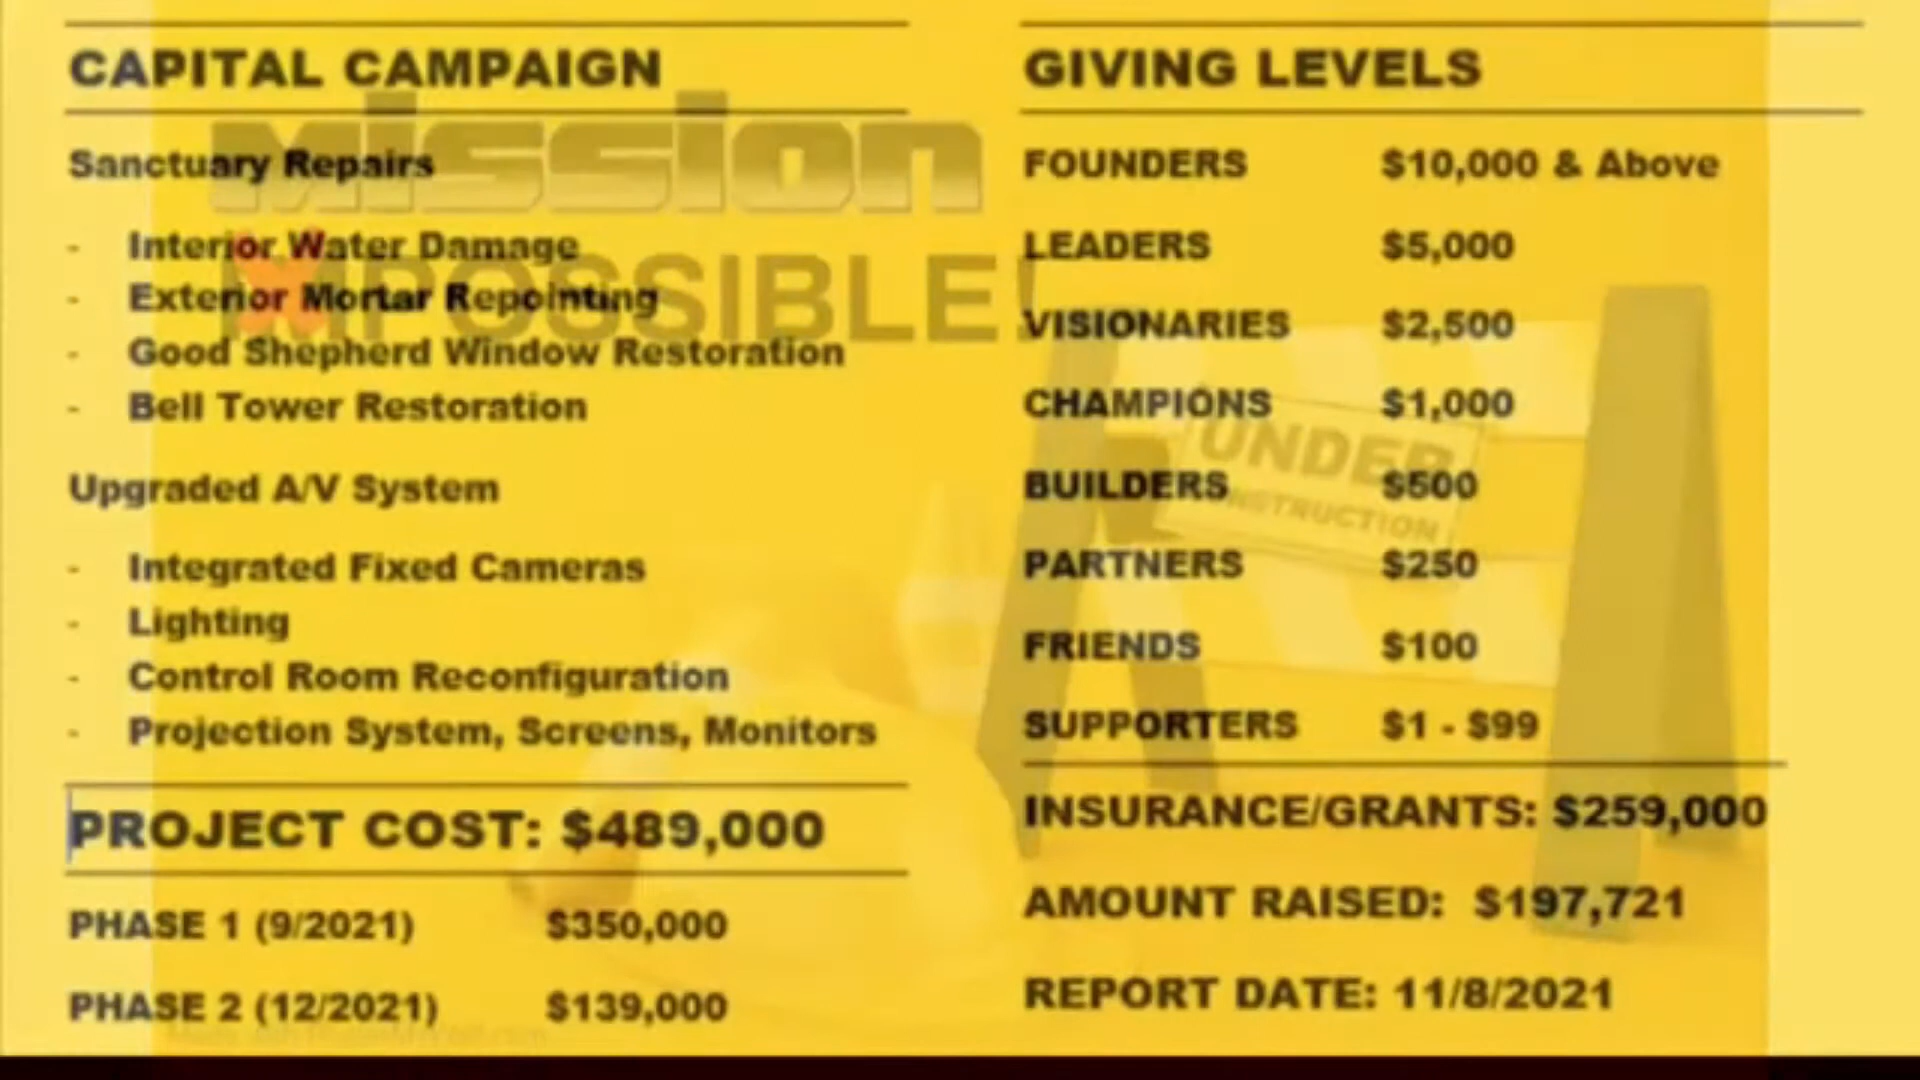 CAPITAL CAMPAIGN
Sanctuary Repairs
- Interior Water Damage
- Exterior Mortar Repointing
- Good Shepherd Window Restoration
- Bell Tower Restoration
Upgraded A/V System
- Integrated Fixed Cameras
- Lighting
- Control Room Reconfiguration
- Projection System, Screens, Monitors
PROJECT COST: $489,000
PHASE 1 (9/2021) $350,000
PHASE 2 (12/2021) $139,000
GIVING LEVELS
FOUNDERS $10,000 & Above
LEADERS $5,000
VISIONARIES $2,500
CHAMPIONS $1,000
BUILDERS $500
PARTNERS $250
FRIENDS $100
SUPPORTERS $1 - $99
INSURANCE/GRANTS: $259,000
AMOUNT RAISED: $197,721
REPORT DATE: 11/8/2021
mission
IMPOSSIBLE!
UNDER
CONSTRUCTION